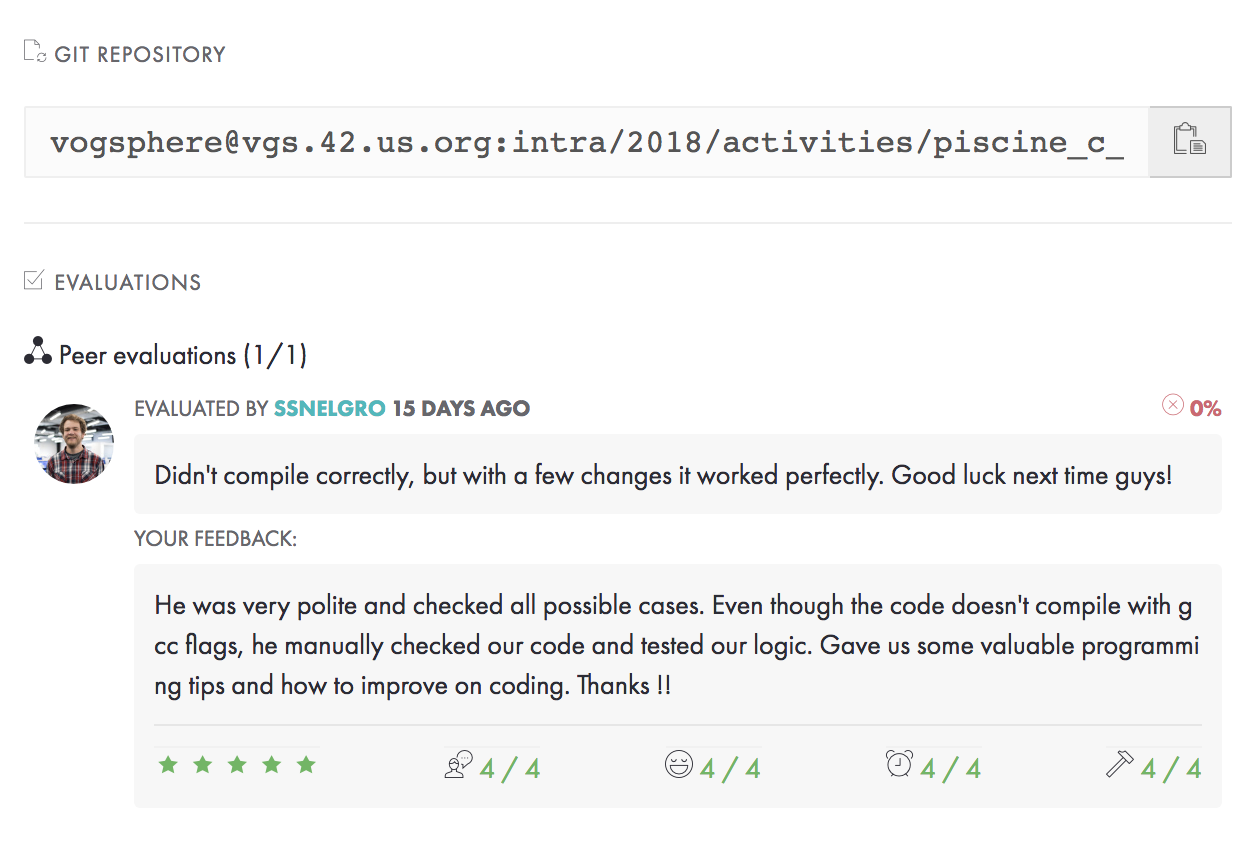 GIT REPOSITORY
vogsphere@vgs.42.us.org:intra/2018/activities/piscine_c_
EVALUATIONS
Peer evaluations (1/1)
EVALUATED BY SSNELGRO 15 DAYS AGO 0%
Didn't compile correctly, but with a few changes it worked perfectly. Good luck next time guys!
YOUR FEEDBACK:
He was very polite and checked all possible cases. Even though the code doesn't compile with g
cc flags, he manually checked our code and tested our logic. Gave us some valuable programmi
ng tips and how to improve on coding. Thanks !!
4 / 4 4 / 4 4 / 4 4 / 4